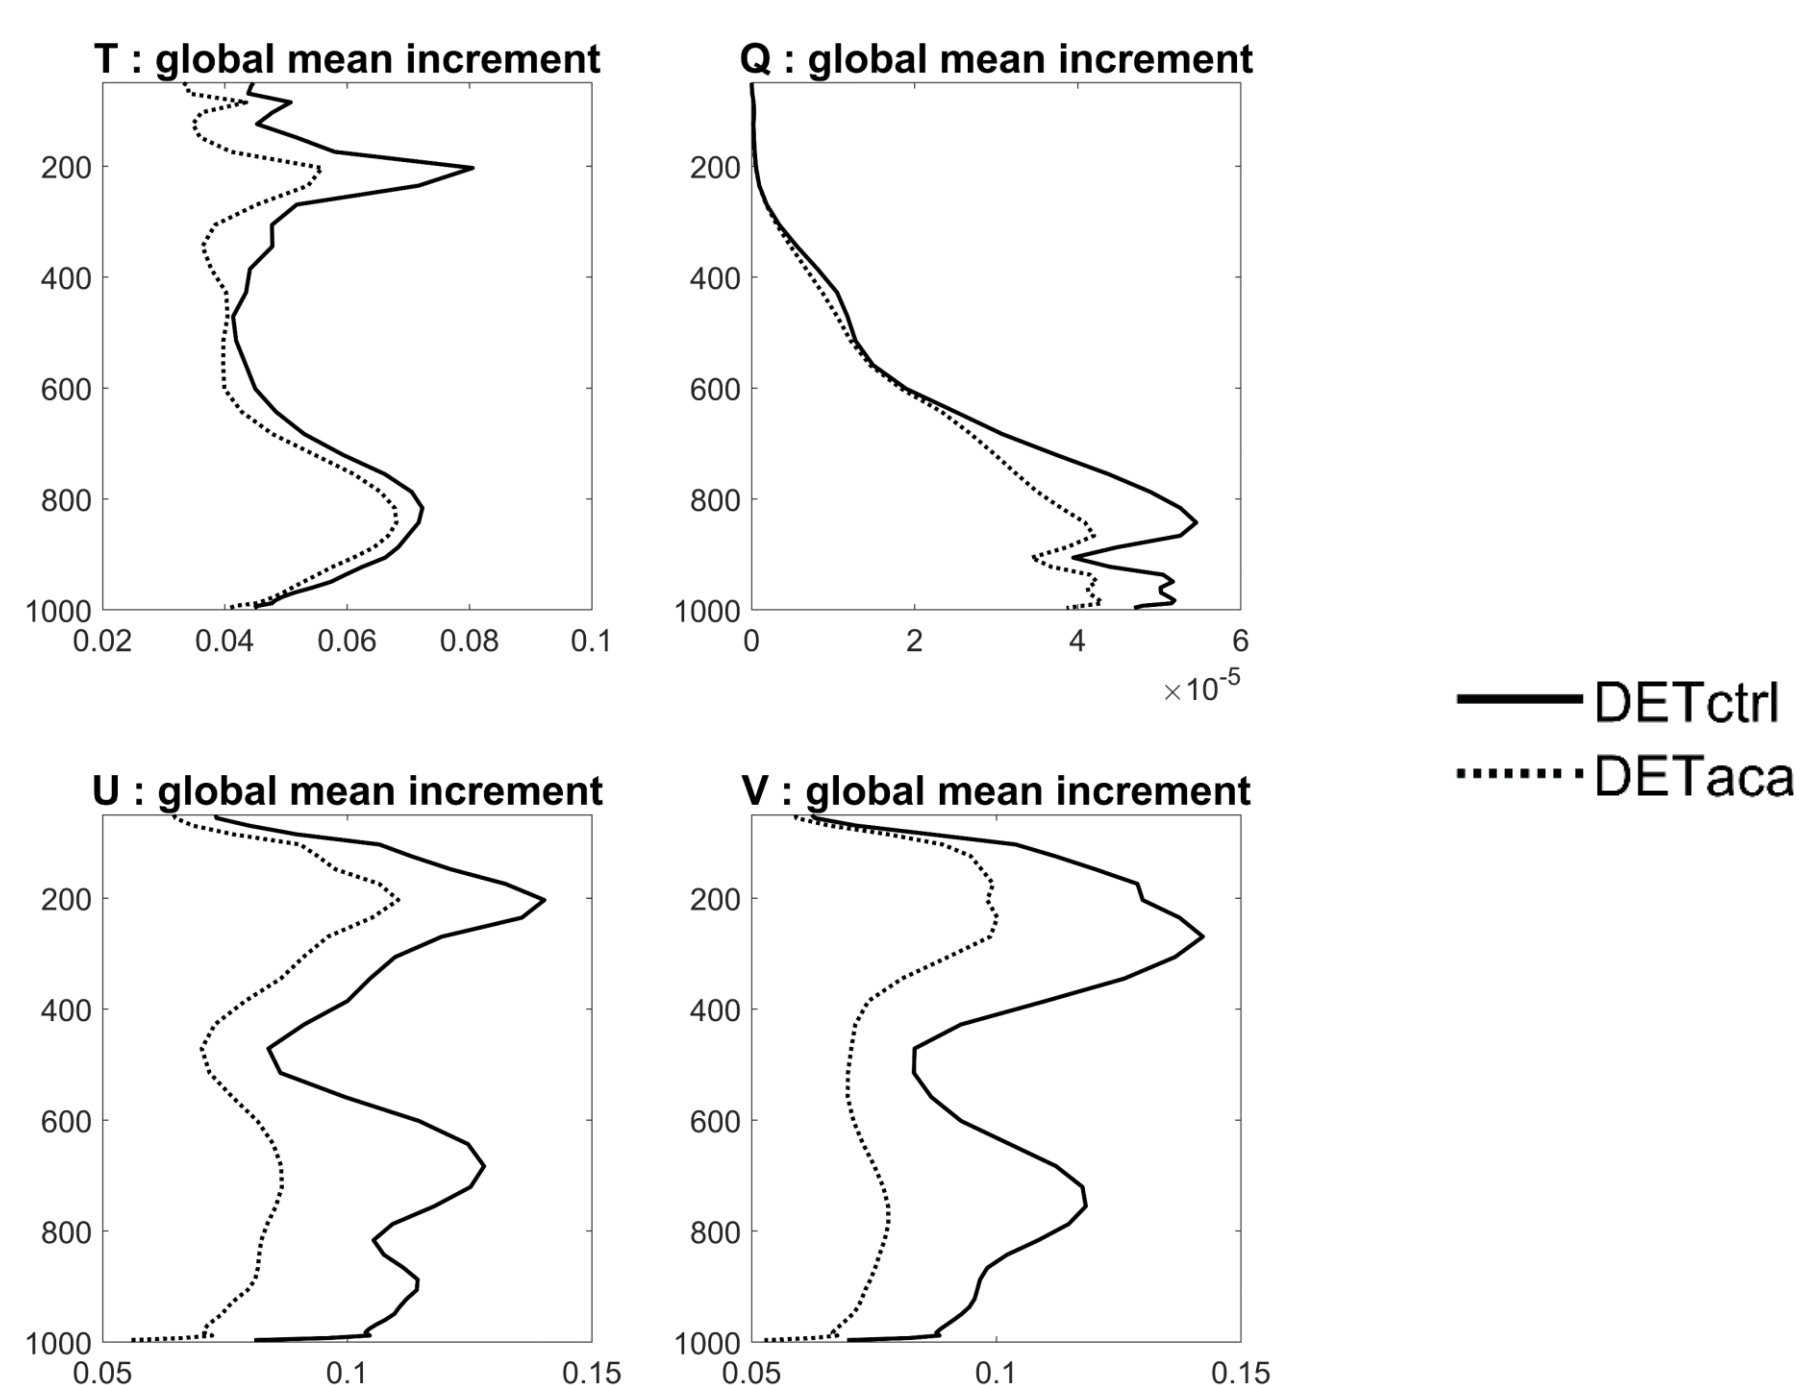 T : global mean increment
200
400
600
800
1000
0.02 0.04 0.06 0.08 0.1
Q : global mean increment
200
400
600
800
1000
0 2 4 6
×10-5
DETctrl
DETaca
U : global mean increment
200
400
600
800
1000
0.05 0.1 0.15
V : global mean increment
200
400
600
800
1000
0.05 0.1 0.15